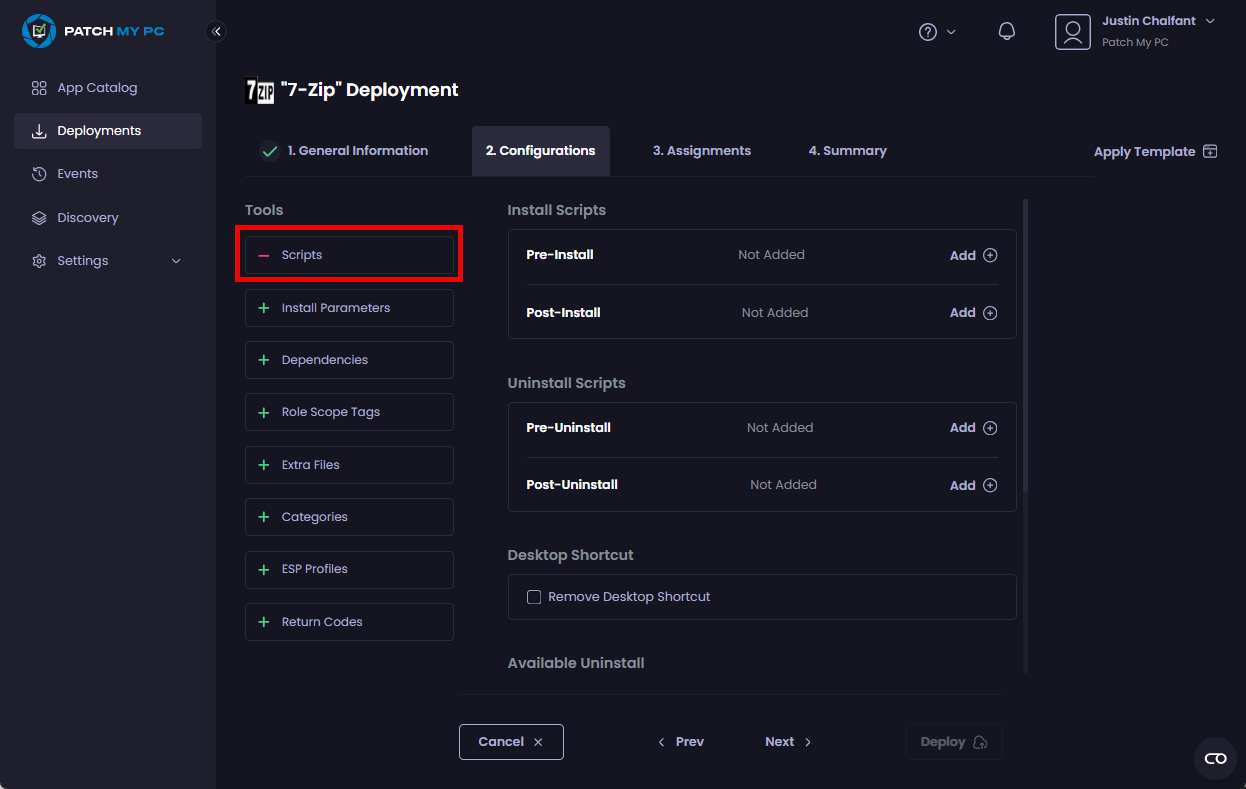 PATCH MY PC
App Catalog
Deployments
Events
Discovery
Settings
Justin Chalfant
Patch My PC
7ZIP "7-Zip" Deployment
1. General Information 2. Configurations 3. Assignments 4. Summary Apply Template
Tools
Scripts
Install Parameters
Dependencies
Role Scope Tags
Extra Files
Categories
ESP Profiles
Return Codes
Install Scripts
Pre-Install Not Added Add
Post-Install Not Added Add
Uninstall Scripts
Pre-Uninstall Not Added Add
Post-Uninstall Not Added Add
Desktop Shortcut
Remove Desktop Shortcut
Available Uninstall
Cancel Prev Next Deploy